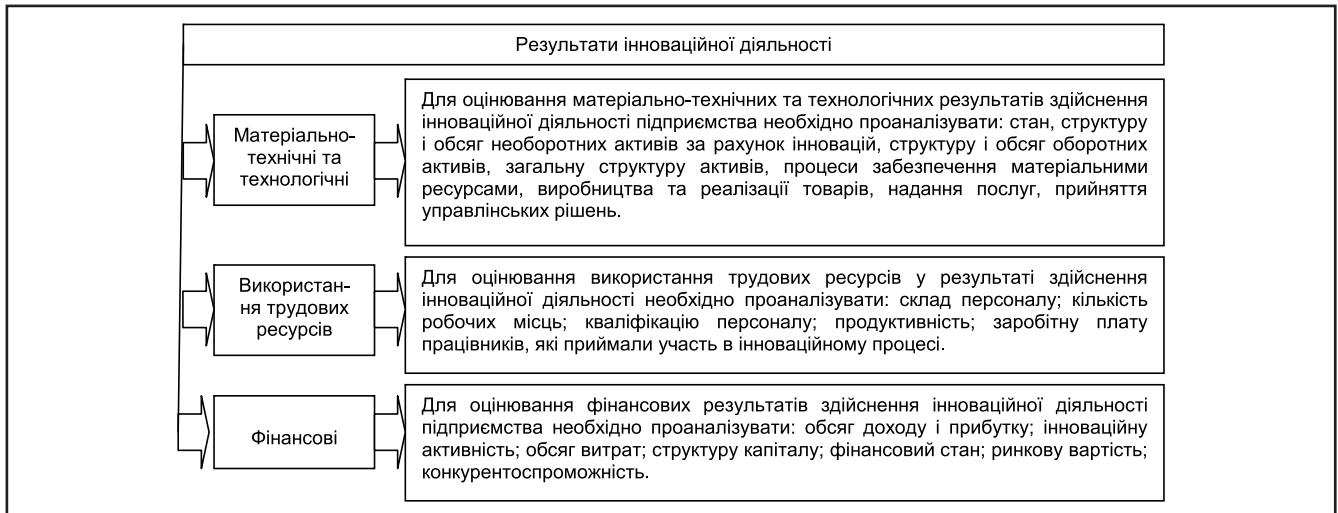 Результати інноваційної діяльності
Матеріально-
технічні та
технологічні
Для оцінювання матеріально-технічних та технологічних результатів здійснення
інноваційної діяльності підприємства необхідно проаналізувати: стан, структуру
і обсяг необоротних активів за рахунок інновацій, структуру і обсяг оборотних
активів, загальну структуру активів, процеси забезпечення матеріальними
ресурсами, виробництва та реалізації товарів, надання послуг, прийняття
управлінських рішень.
Використан-
ня трудових
ресурсів
Для оцінювання використання трудових ресурсів у результаті здійснення
інноваційної діяльності необхідно проаналізувати: склад персоналу; кількість
робочих місць; кваліфікацію персоналу; продуктивність; заробітну плату
працівників, які приймали участь в інноваційному процесі.
Фінансові
Для оцінювання фінансових результатів здійснення інноваційної діяльності
підприємства необхідно проаналізувати: обсяг доходу і прибутку; інноваційну
активність; обсяг витрат; структуру капіталу; фінансовий стан; ринкову вартість;
конкурентоспроможність.